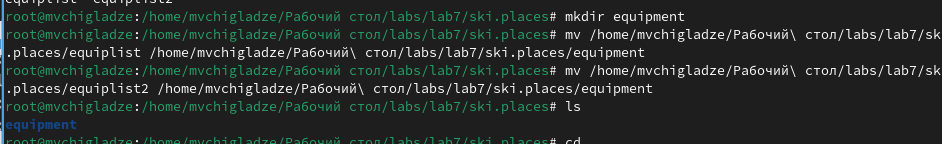 equiplist  equiplist2
root@mvchigladze:/home/mvchigladze/Рабочий стол/labs/lab7/ski.places# mkdir equipment
root@mvchigladze:/home/mvchigladze/Рабочий стол/labs/lab7/ski.places# mv /home/mvchigladze/Рабочий\ стол/labs/lab7/sk
.places/equiplist /home/mvchigladze/Рабочий\ стол/labs/lab7/ski.places/equipment
root@mvchigladze:/home/mvchigladze/Рабочий стол/labs/lab7/ski.places# mv /home/mvchigladze/Рабочий\ стол/labs/lab7/sk
.places/equiplist2 /home/mvchigladze/Рабочий\ стол/labs/lab7/ski.places/equipment
root@mvchigladze:/home/mvchigladze/Рабочий стол/labs/lab7/ski.places# ls
equipment
root@mvchigladze:/home/mvchigladze/Рабочий стол/labs/lab7/ski.places# cd